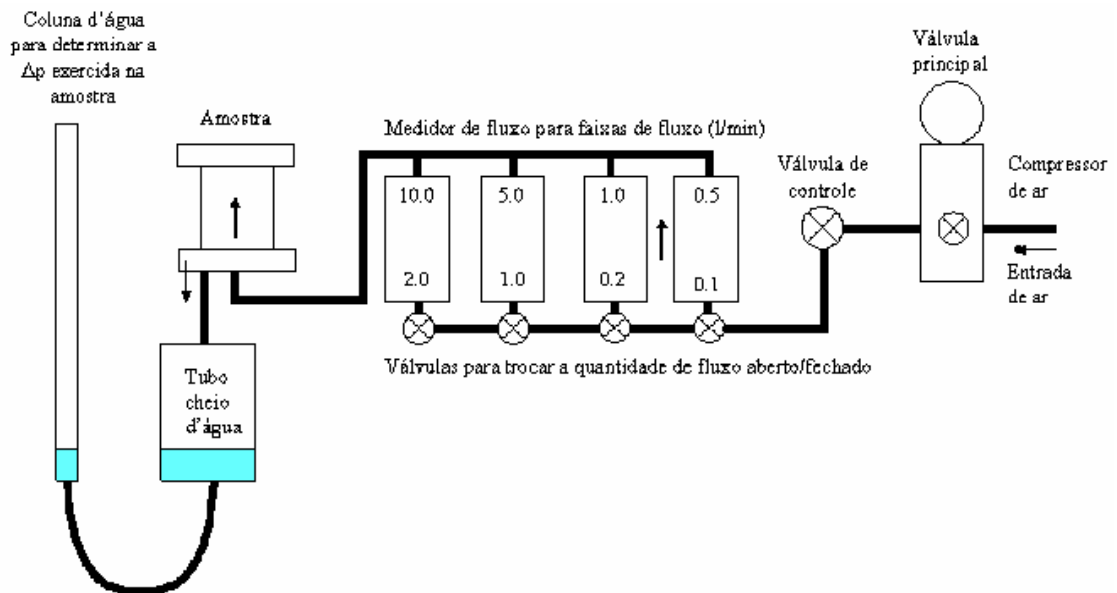 Coluna d'água
para determinar a
Δp exercida na
amostra
Amostra
Medidor de fluxo para faixas de fluxo (l/min)
Válvula
principal
Válvula de
controle
Compressor
de ar
Entrada
de ar
10.0
5.0
1.0
0.5
2.0
1.0
0.2
0.1
Válvulas para trocar a quantidade de fluxo aberto/fechado
Tubo
cheio
d'água